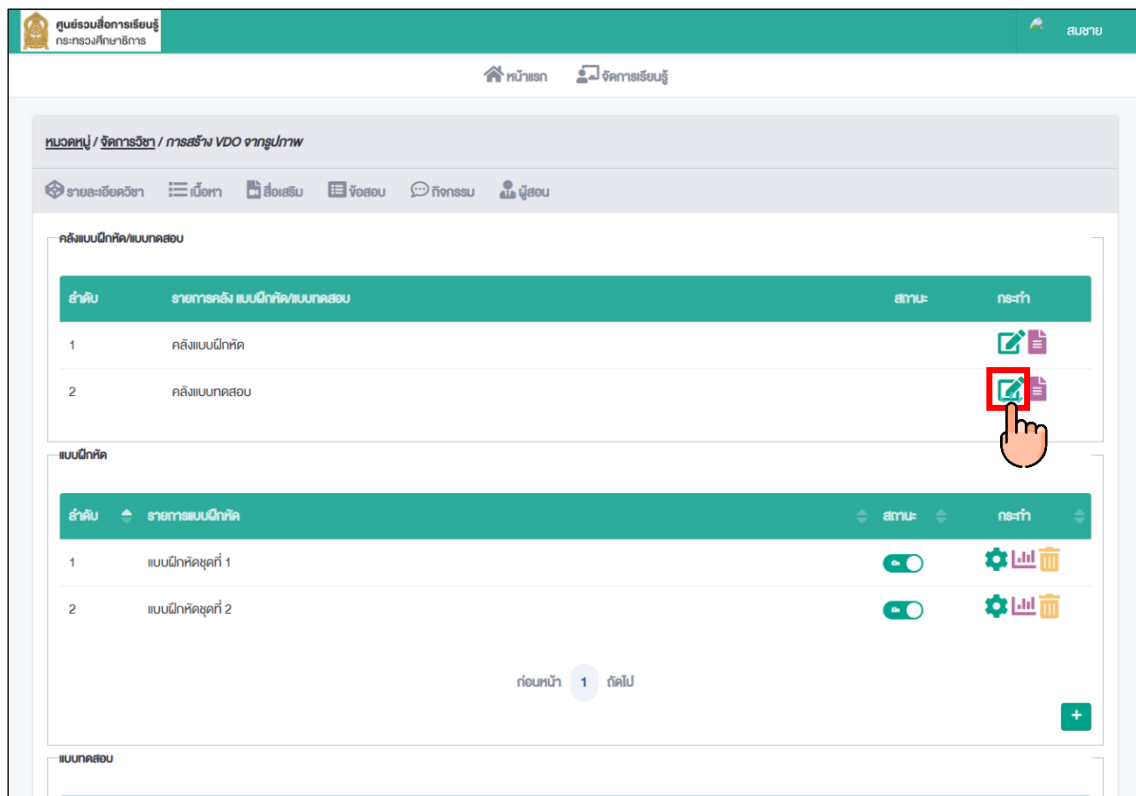 ศูนย์รวมสื่อการเรียนรู้
กระทรวงศึกษาธิการ
สมชาย
หน้าแรก จัดการเรียนรู้
หมวดหมู่ / จัดการวิชา / การสร้าง VDO จากรูปภาพ
รายละเอียดวิชา เนื้อหา สื่อเสริม ข้อสอบ กิจกรรม ผู้สอน
คลังแบบฝึกหัด/แบบทดสอบ
ลำดับ รายการคลัง แบบฝึกหัด/แบบทดสอบ สถานะ กระทำ
1 คลังแบบฝึกหัด
2 คลังแบบทดสอบ
แบบฝึกหัด
ลำดับ รายการแบบฝึกหัด สถานะ กระทำ
1 แบบฝึกหัดชุดที่ 1 เปิด
2 แบบฝึกหัดชุดที่ 2 เปิด
ก่อนหน้า 1 ถัดไป
+
แบบทดสอบ